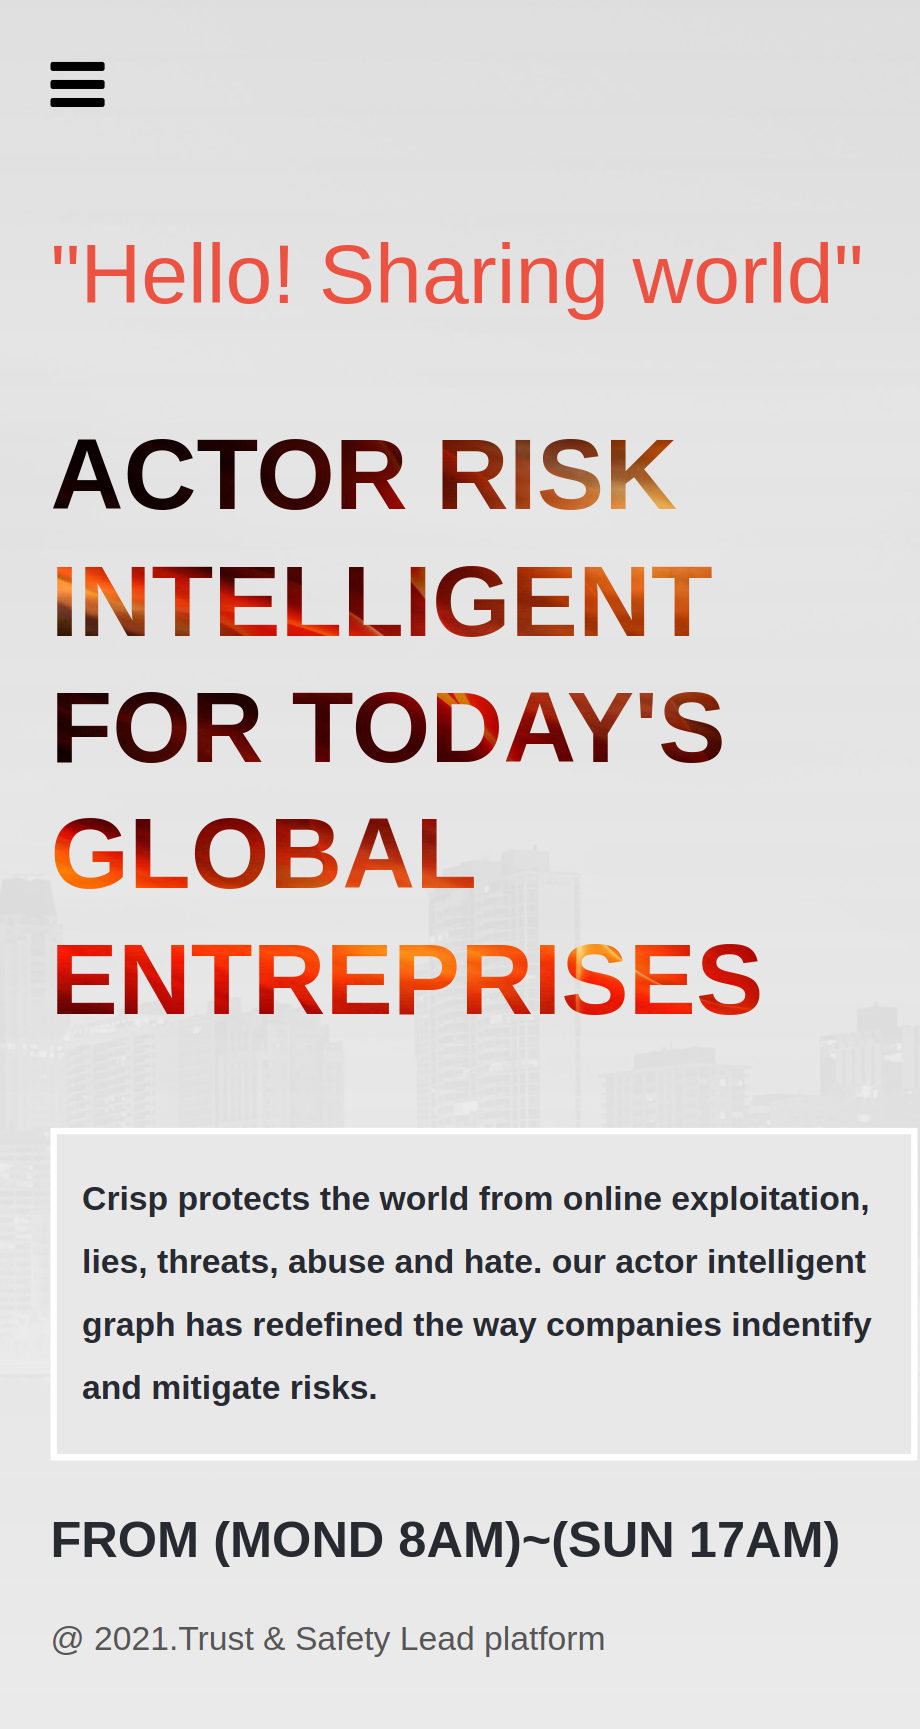 "Hello! Sharing world"
ACTOR RISK
INTELLIGENT
FOR TODAY'S
GLOBAL
ENTREPRISES
Crisp protects the world from online exploitation,
lies, threats, abuse and hate. our actor intelligent
graph has redefined the way companies indentify
and mitigate risks.
FROM (MOND 8AM)~(SUN 17AM)
@ 2021.Trust & Safety Lead platform